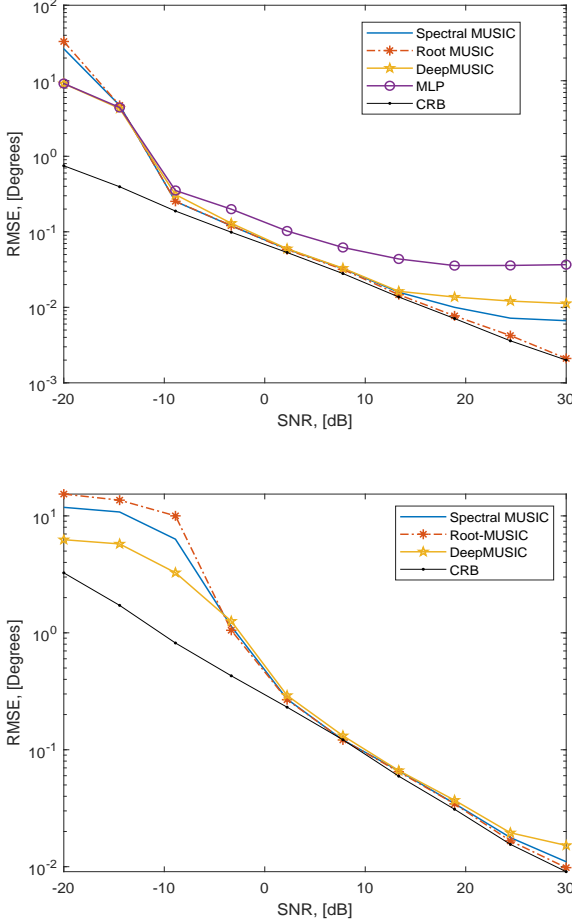 10^2
10^1
10^0
10^-1
10^-2
10^-3
RMSE, [Degrees]
Spectral MUSIC
Root MUSIC
DeepMUSIC
MLP
CRB
-20 -10 0 10 20 30
SNR, [dB]
10^1
10^0
10^-1
10^-2
RMSE, [Degrees]
Spectral MUSIC
Root-MUSIC
DeepMUSIC
CRB
-20 -10 0 10 20 30
SNR, [dB]